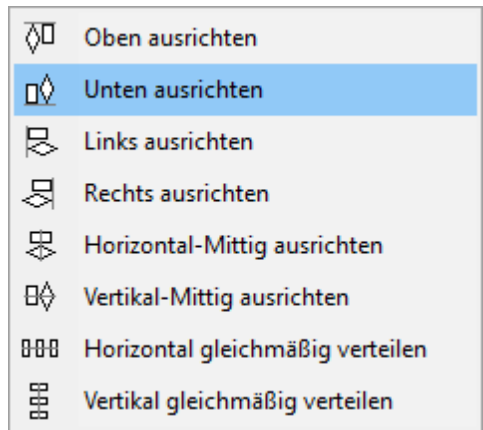 Oben ausrichten
Unten ausrichten
Links ausrichten
Rechts ausrichten
Horizontal-Mittig ausrichten
Vertikal-Mittig ausrichten
Horizontal gleichmäßig verteilen
Vertikal gleichmäßig verteilen